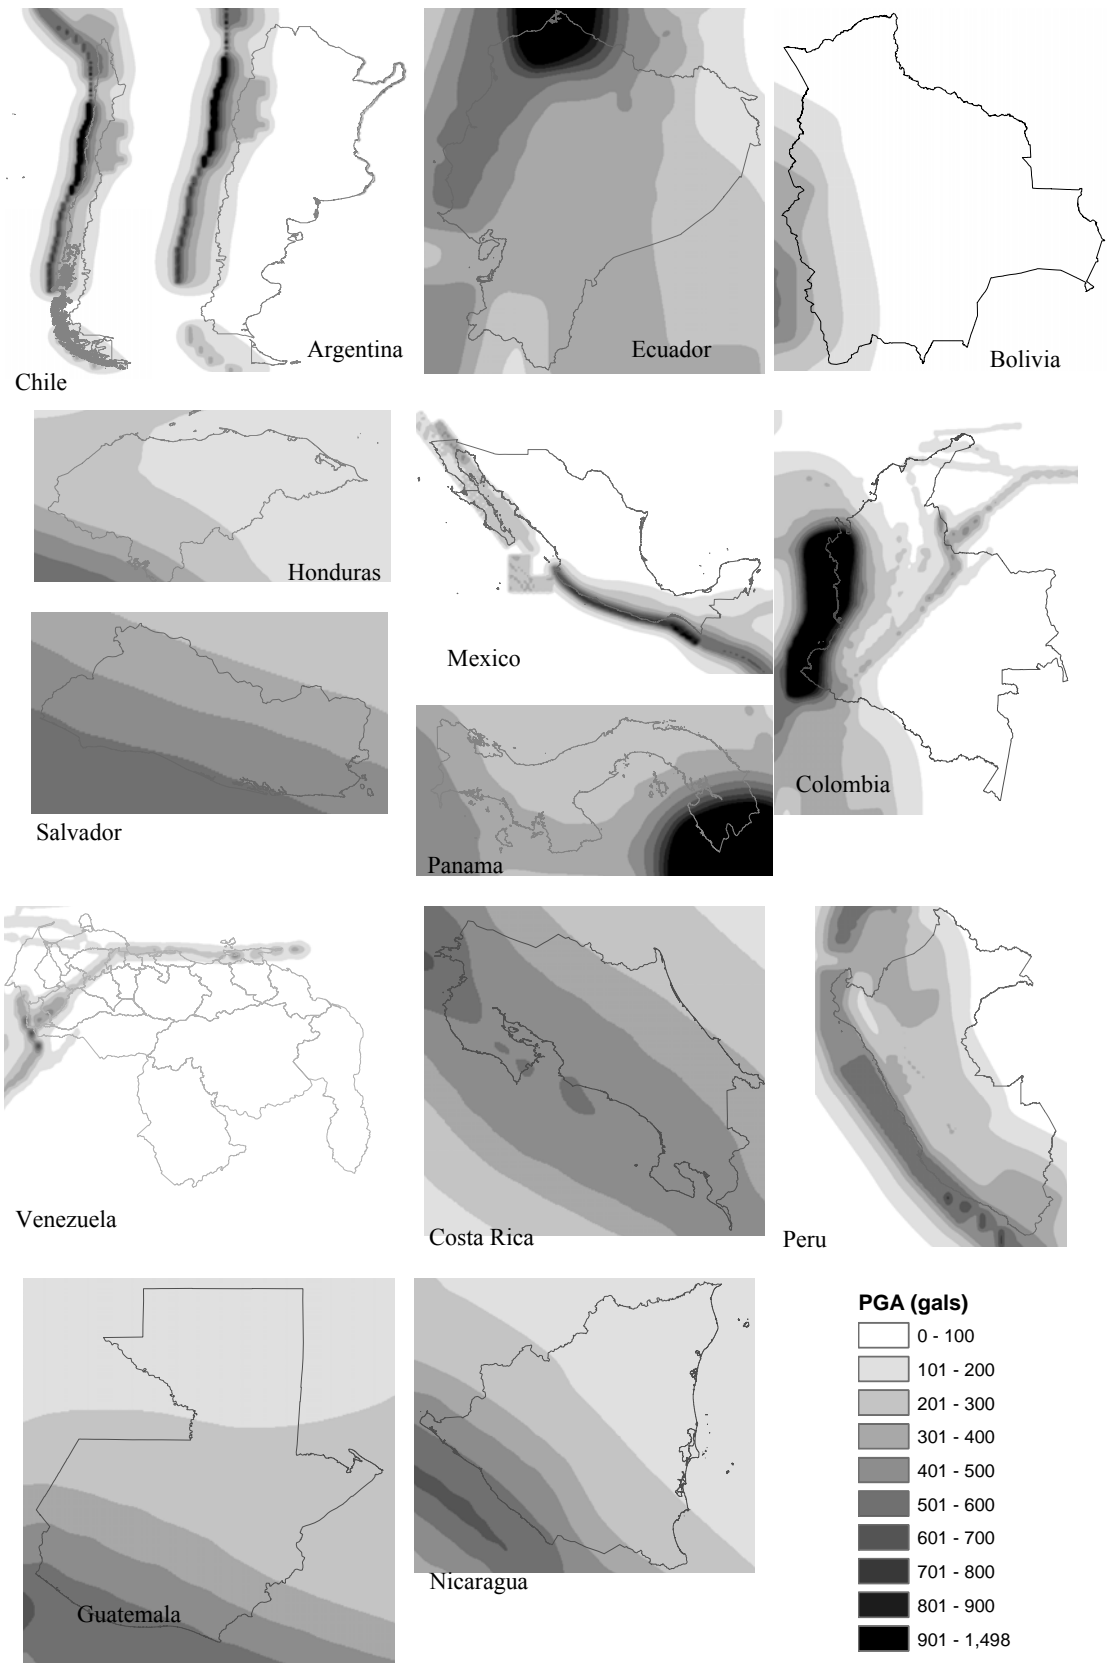 Chile
Argentina
Ecuador
Bolivia
Honduras
Mexico
Colombia
Salvador
Panama
Venezuela
Costa Rica
Peru
Guatemala
Nicaragua
PGA (gals)
0 - 100
101 - 200
201 - 300
301 - 400
401 - 500
501 - 600
601 - 700
701 - 800
801 - 900
901 - 1,498